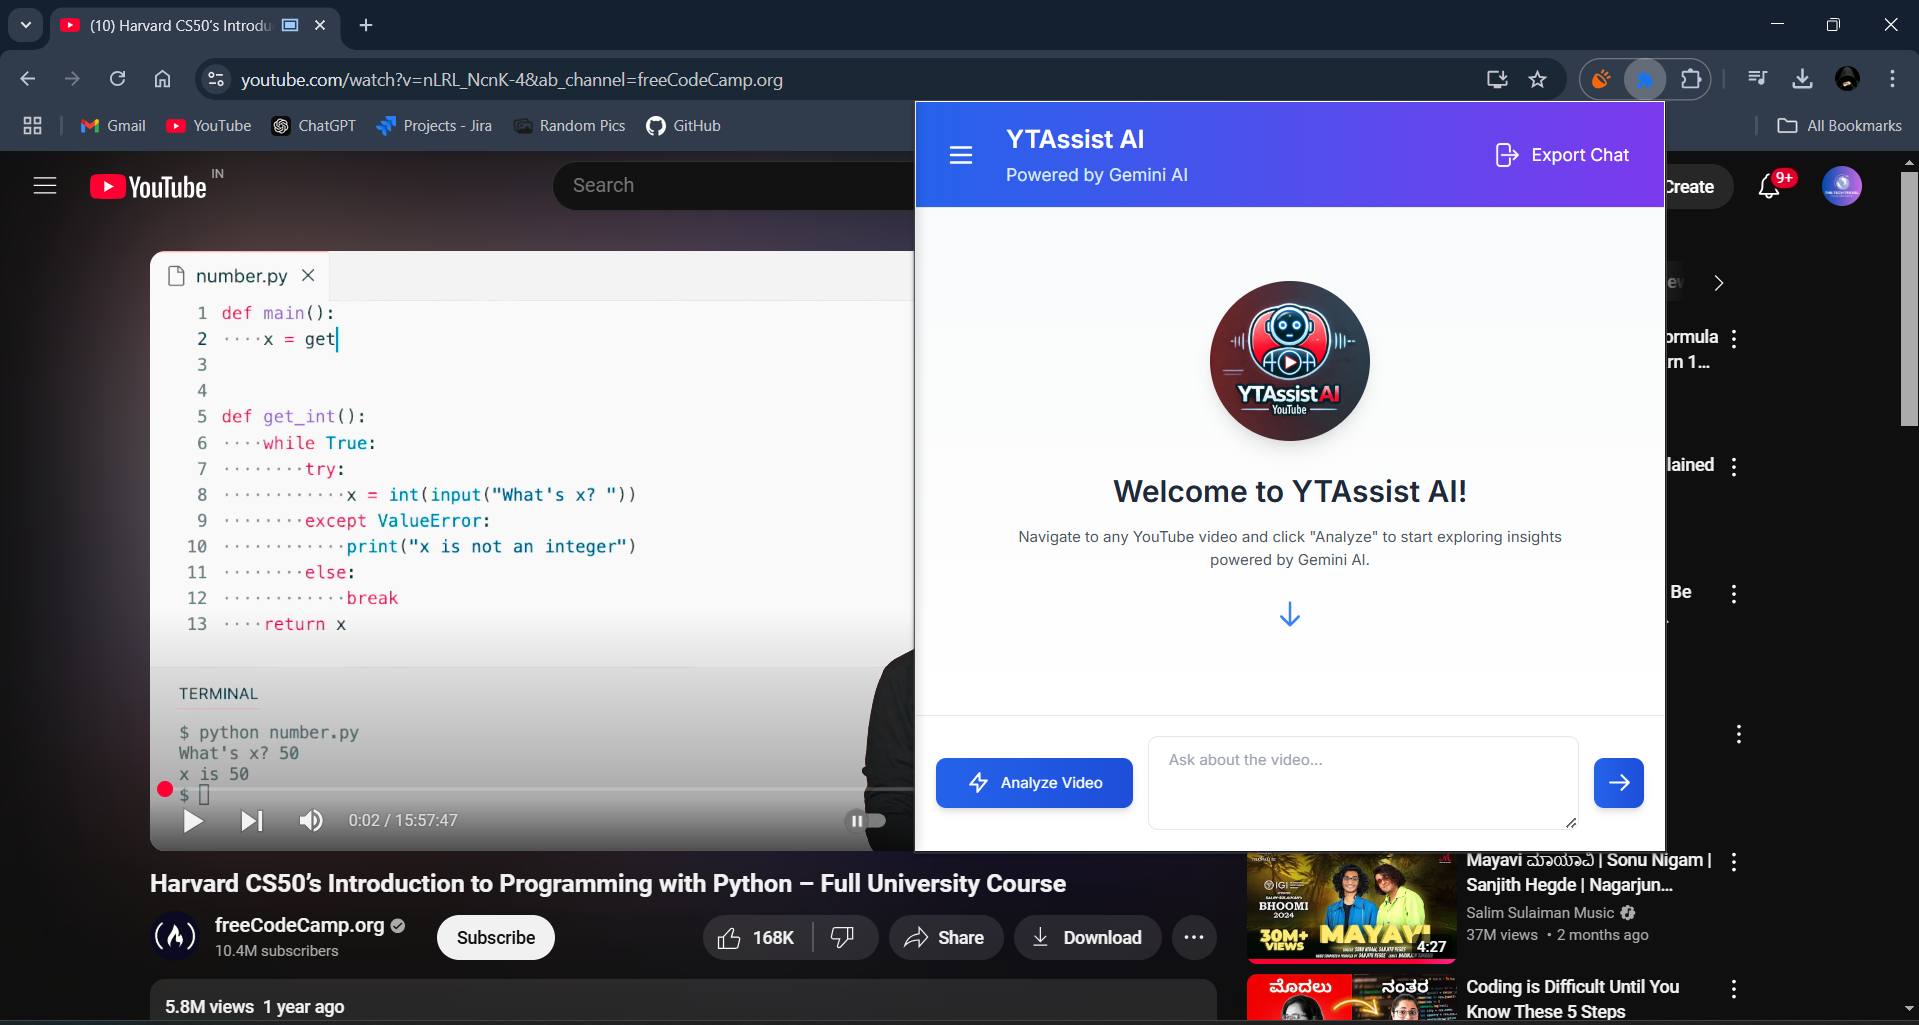 (10) Harvard CS50's Introdu
youtube.com/watch?v=nLRL_NcnK-4&ab_channel=freeCodeCamp.org
Gmail
YouTube
ChatGPT
Projects - Jira
Random Pics
GitHub
All Bookmarks
YouTube IN
Search
Create
9+
number.py
1 def main():
2 ····x = get
3
4
5 def get_int():
6 ····while True:
7 ········try:
8 ············x = int(input("What's x? "))
9 ········except ValueError:
10 ············print("x is not an integer")
11 ········else:
12 ············break
13 ····return x
TERMINAL
$ python number.py
What's x? 50
x is 50
$
0:02 / 15:57:47
YTAssist AI
Powered by Gemini AI
Export Chat
YTAssist AI
YouTube
Welcome to YTAssist AI!
Navigate to any YouTube video and click "Analyze" to start exploring insights
powered by Gemini AI.
Analyze Video
Ask about the video...
ormula
rn 1...
lained
Be
Harvard CS50's Introduction to Programming with Python – Full University Course
freeCodeCamp.org
10.4M subscribers
Subscribe
168K
Share
Download
5.8M views 1 year ago
IGI
BHOOMI
2024
30M+
VIEWS
MAYAVI
4:27
Mayavi ಮಾಯಾವಿ | Sonu Nigam |
Sanjith Hegde | Nagarjun...
Salim Sulaiman Music
37M views • 2 months ago
ಮೊದಲು
ನಂತರ
Coding is Difficult Until You
Know These 5 Steps